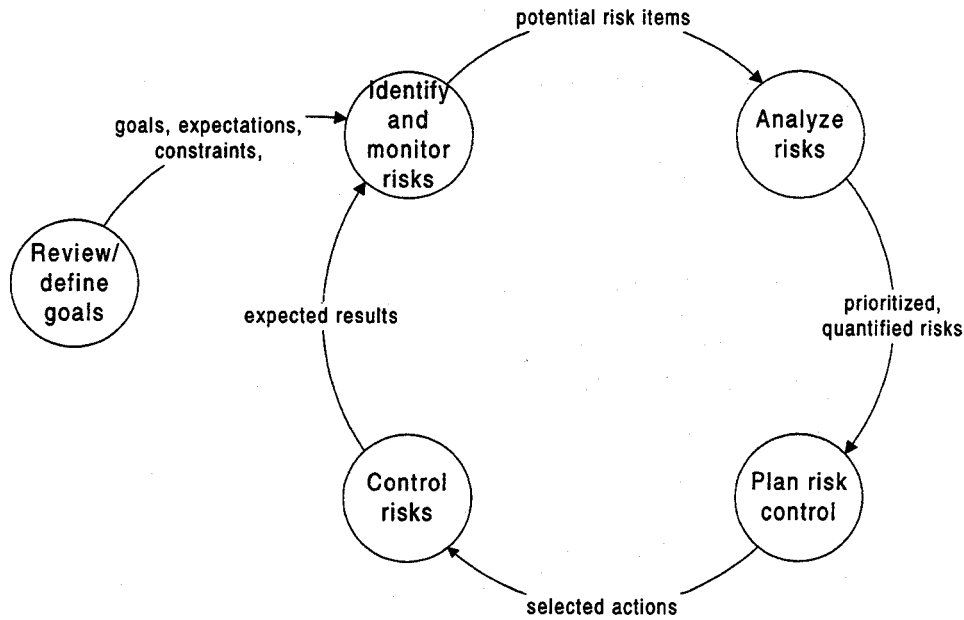 potential risk items
Identify
and
monitor
risks
Analyze
risks
goals, expectations,
constraints,
Review/
define
goals
expected results
prioritized,
quantified risks
Control
risks
Plan risk
control
selected actions